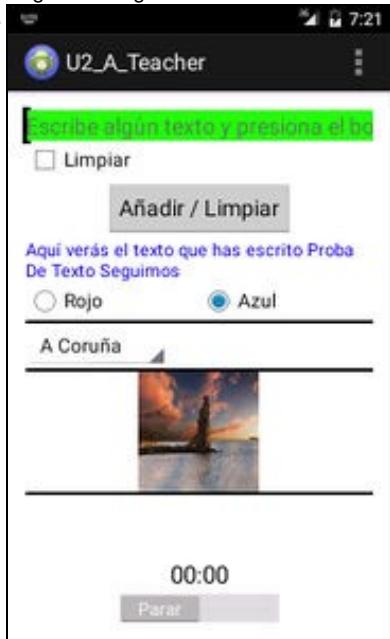 7:21
U2_A_Teacher
Escribe algún texto y presiona el bo
Limpiar
Añadir / Limpiar
Aquí verás el texto que has escrito Proba
De Texto Seguimos
Rojo Azul
A Coruña
00:00
Parar